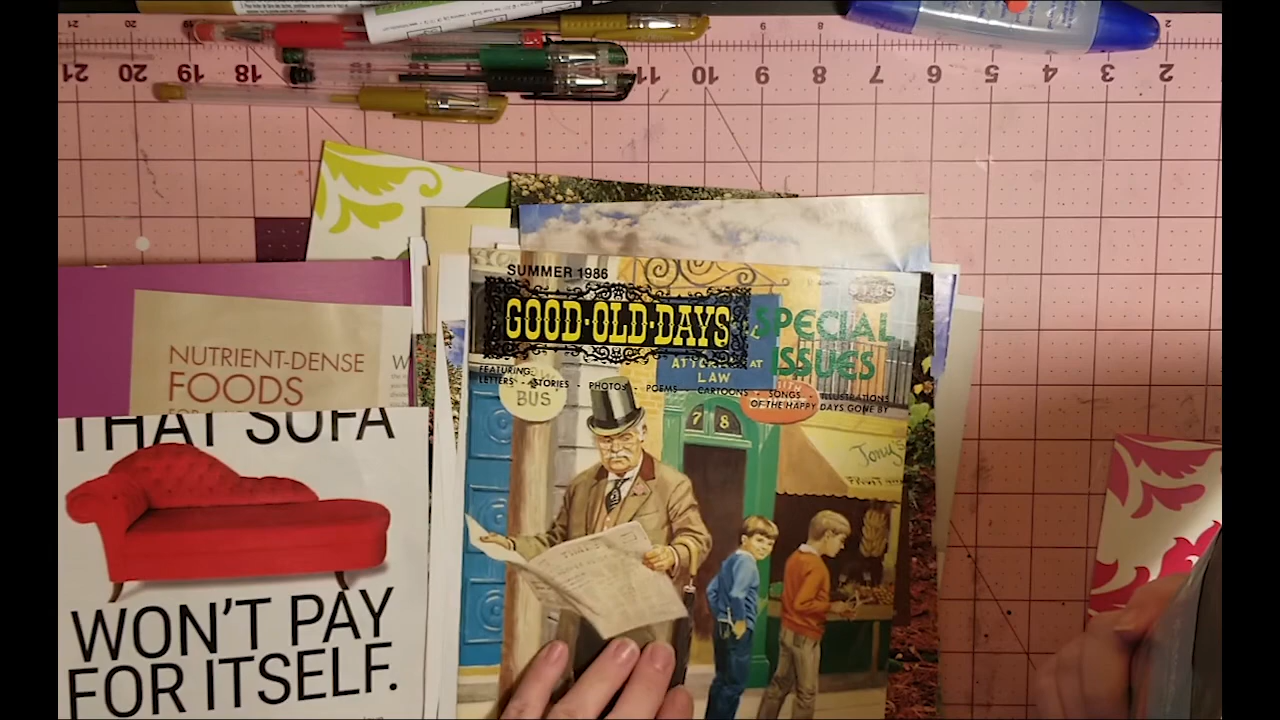 21 20 19 18 11 10 9 8 7 6 5 4 3 2
SUMMER 1986
$1.85
GOOD·OLD·DAYS
SPECIAL
ISSUES
ATTORNEY AT
LAW
FEATURING:
LETTERS - STORIES - PHOTOS - POEMS - CARTOONS - SONGS - ILLUSTRATIONS
OF THE HAPPY DAYS GONE BY
BUS
7 8
Tony's
NUTRIENT-DENSE
FOODS
THAT SOFA
WON'T PAY
FOR ITSELF.